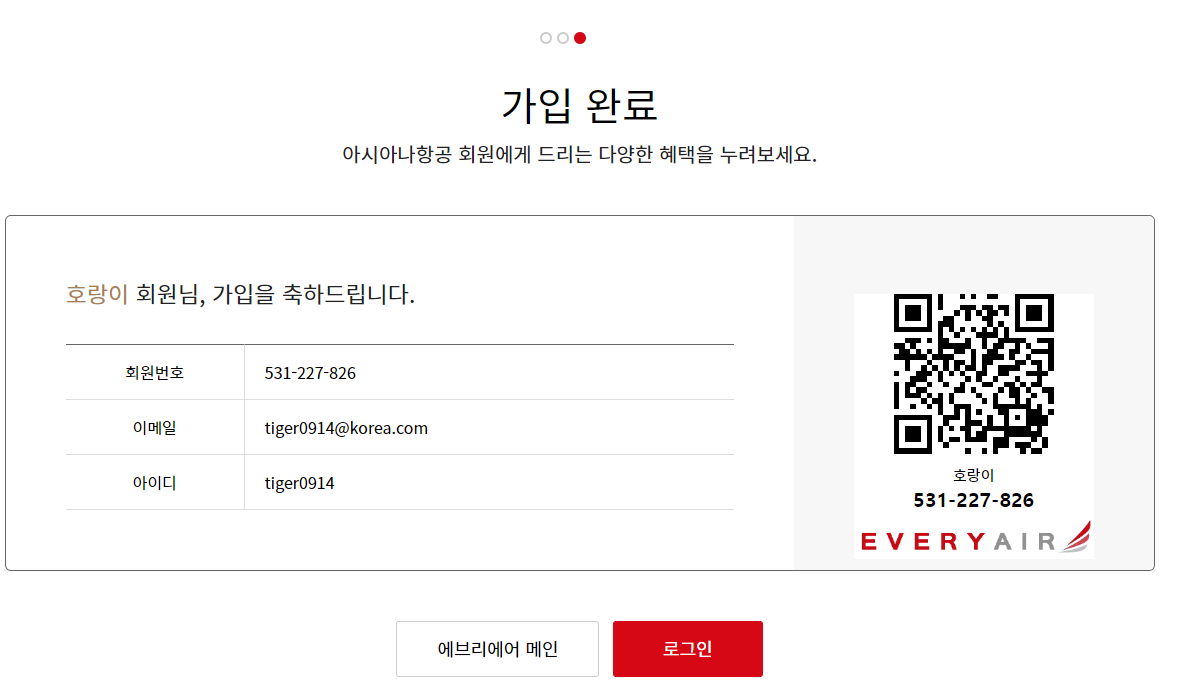 가입 완료
아시아나항공 회원에게 드리는 다양한 혜택을 누려보세요.
호랑이 회원님, 가입을 축하드립니다.
회원번호 531-227-826
이메일 tiger0914@korea.com
아이디 tiger0914
호랑이
531-227-826
EVERYAIR
에브리에어 메인 로그인